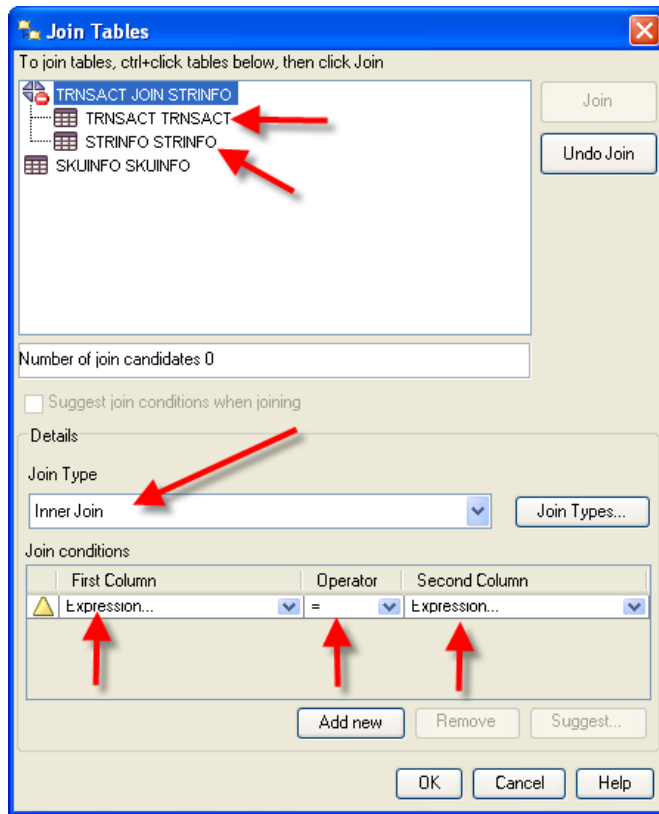 Join Tables
To join tables, ctrl+click tables below, then click Join
TRNSACT JOIN STRINFO
TRNSACT TRNSACT
STRINFO STRINFO
SKUINFO SKUINFO
Join
Undo Join
Number of join candidates 0
Suggest join conditions when joining
Details
Join Type
Inner Join
Join Types...
Join conditions
First Column Operator Second Column
Expression... = Expression...
Add new Remove Suggest...
OK Cancel Help